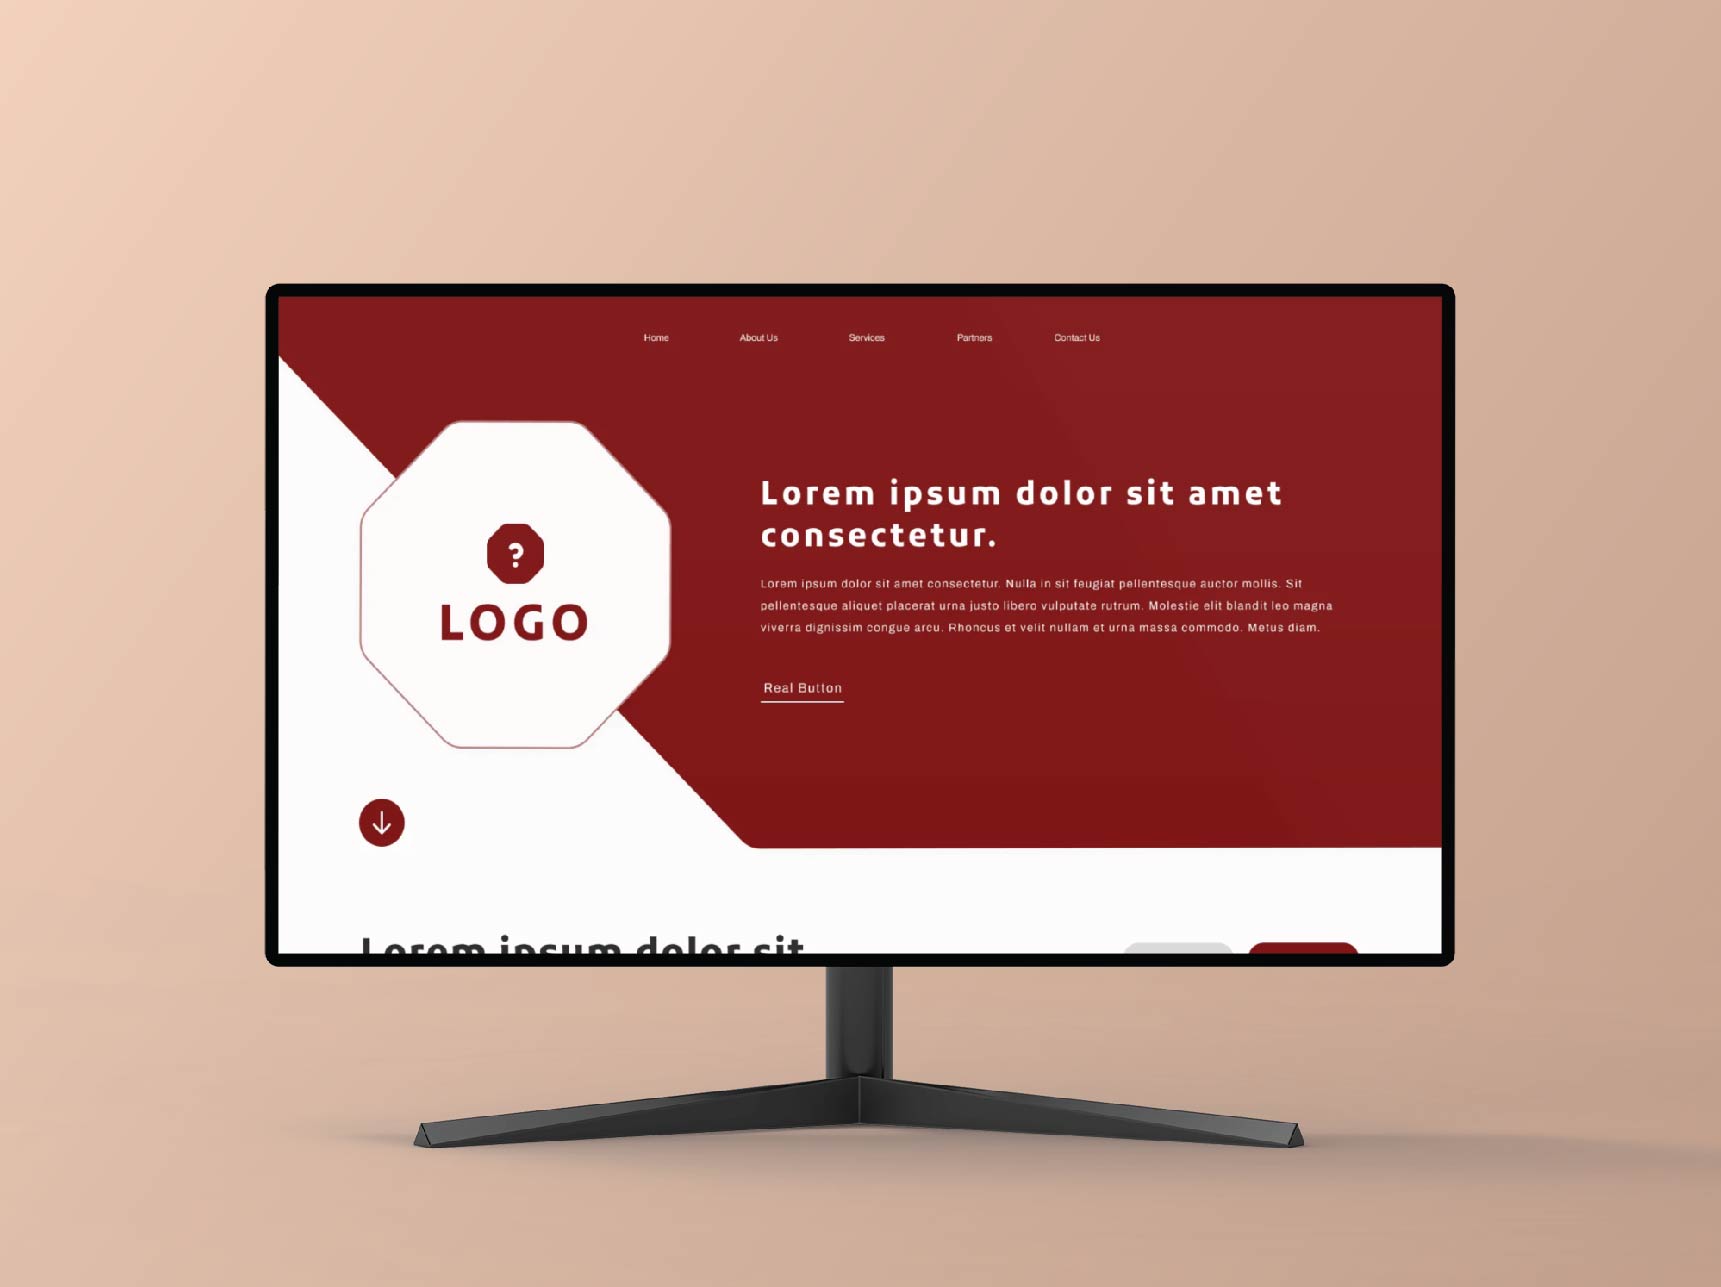 Home About Us Services Partners Contact Us
?
LOGO
Lorem ipsum dolor sit amet
consectetur.
Lorem ipsum dolor sit amet consectetur. Nulla in sit feugiat pellentesque auctor mollis. Sit
pellentesque aliquet placerat urna justo libero vulputate rutrum. Molestie elit blandit leo magna
viverra dignissim congue arcu. Rhoncus et velit nullam et urna massa commodo. Metus diam.
Real Button
Lorem ipsum dolor sit